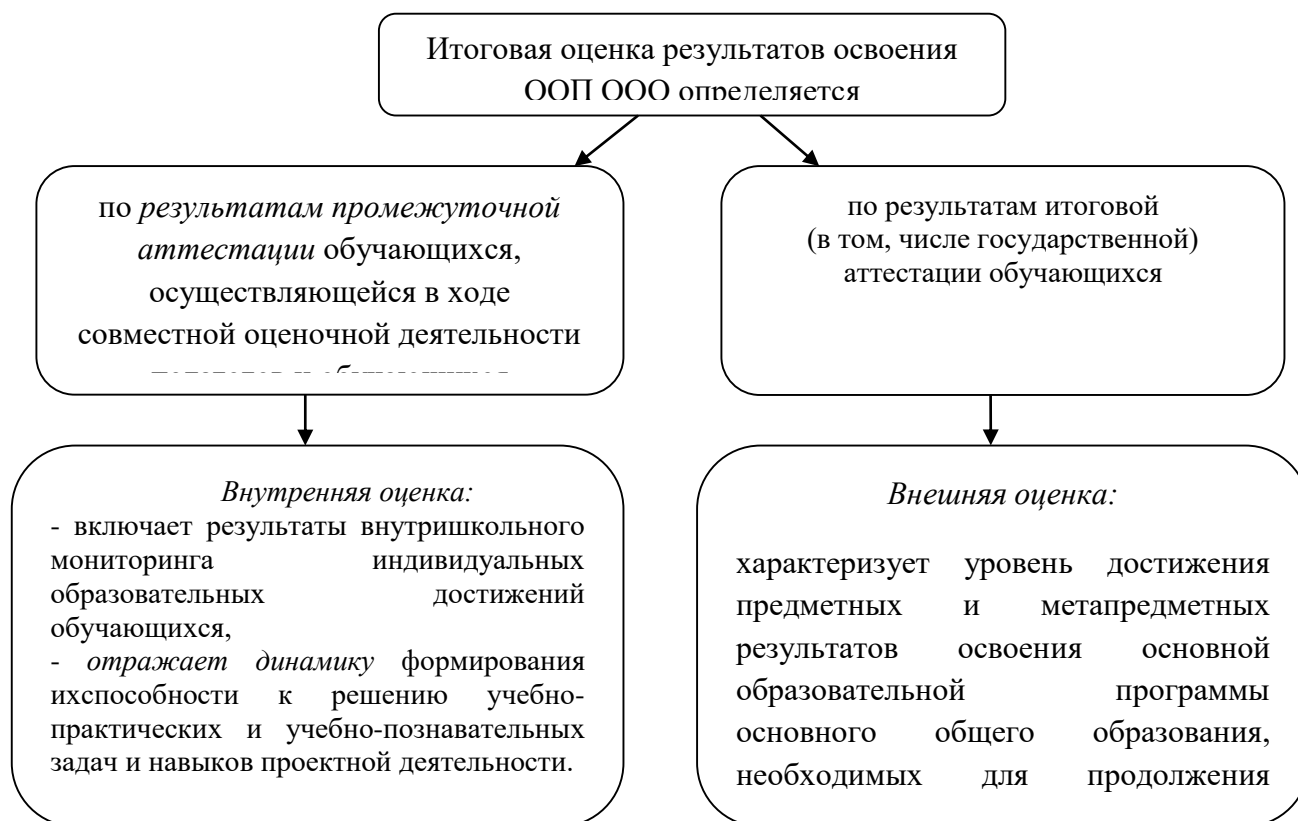 Итоговая оценка результатов освоения
ООП ООО определяется
по результатам промежуточной
аттестации обучающихся,
осуществляющейся в ходе
совместной оценочной деятельности
по результатам итоговой
(в том, числе государственной)
аттестации обучающихся
Внутренняя оценка:
- включает результаты внутришкольного
мониторинга индивидуальных
образовательных достижений
обучающихся,
- отражает динамику формирования
ихспособности к решению учебно-
практических и учебно-познавательных
задач и навыков проектной деятельности.
Внешняя оценка:
характеризует уровень достижения
предметных и метапредметных
результатов освоения основной
образовательной программы
основного общего образования,
необходимых для продолжения